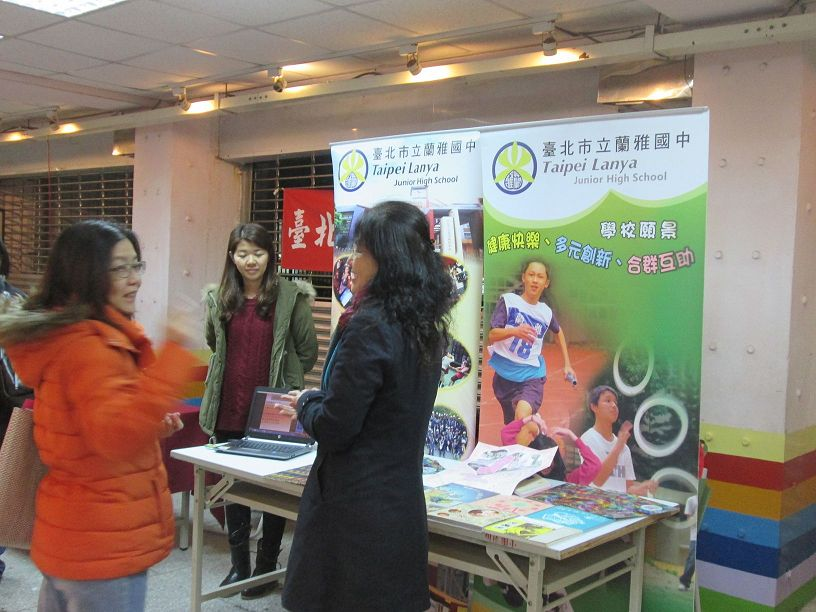 臺北市立蘭雅國中
Taipei Lanya
Junior High School
臺北市立蘭雅國中
Taipei Lanya
Junior High School
學校願景
健康快樂、多元創新、合群互助
臺北
18